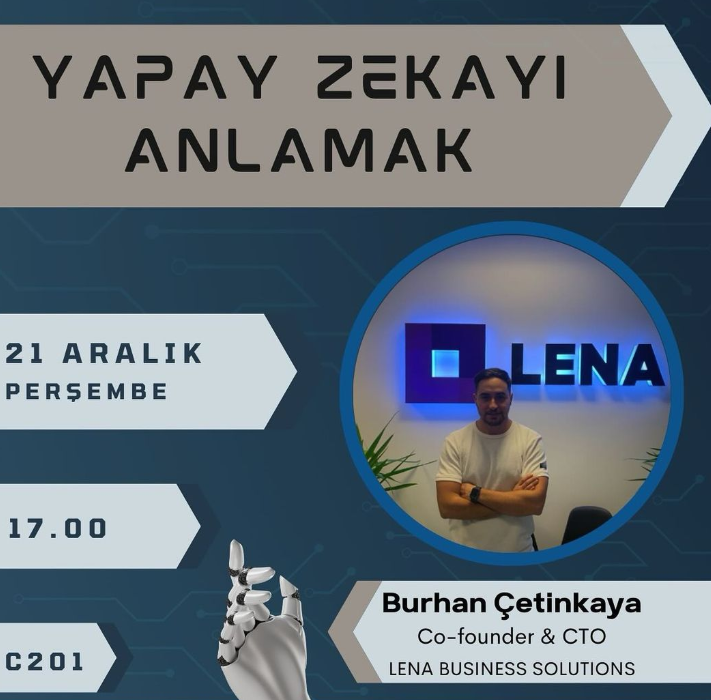 YAPAY ZEKAYI
ANLAMAK
21 ARALIK
PERŞEMBE
LENA
17.00
C201
Burhan Çetinkaya
Co-founder & CTO
LENA BUSINESS SOLUTIONS